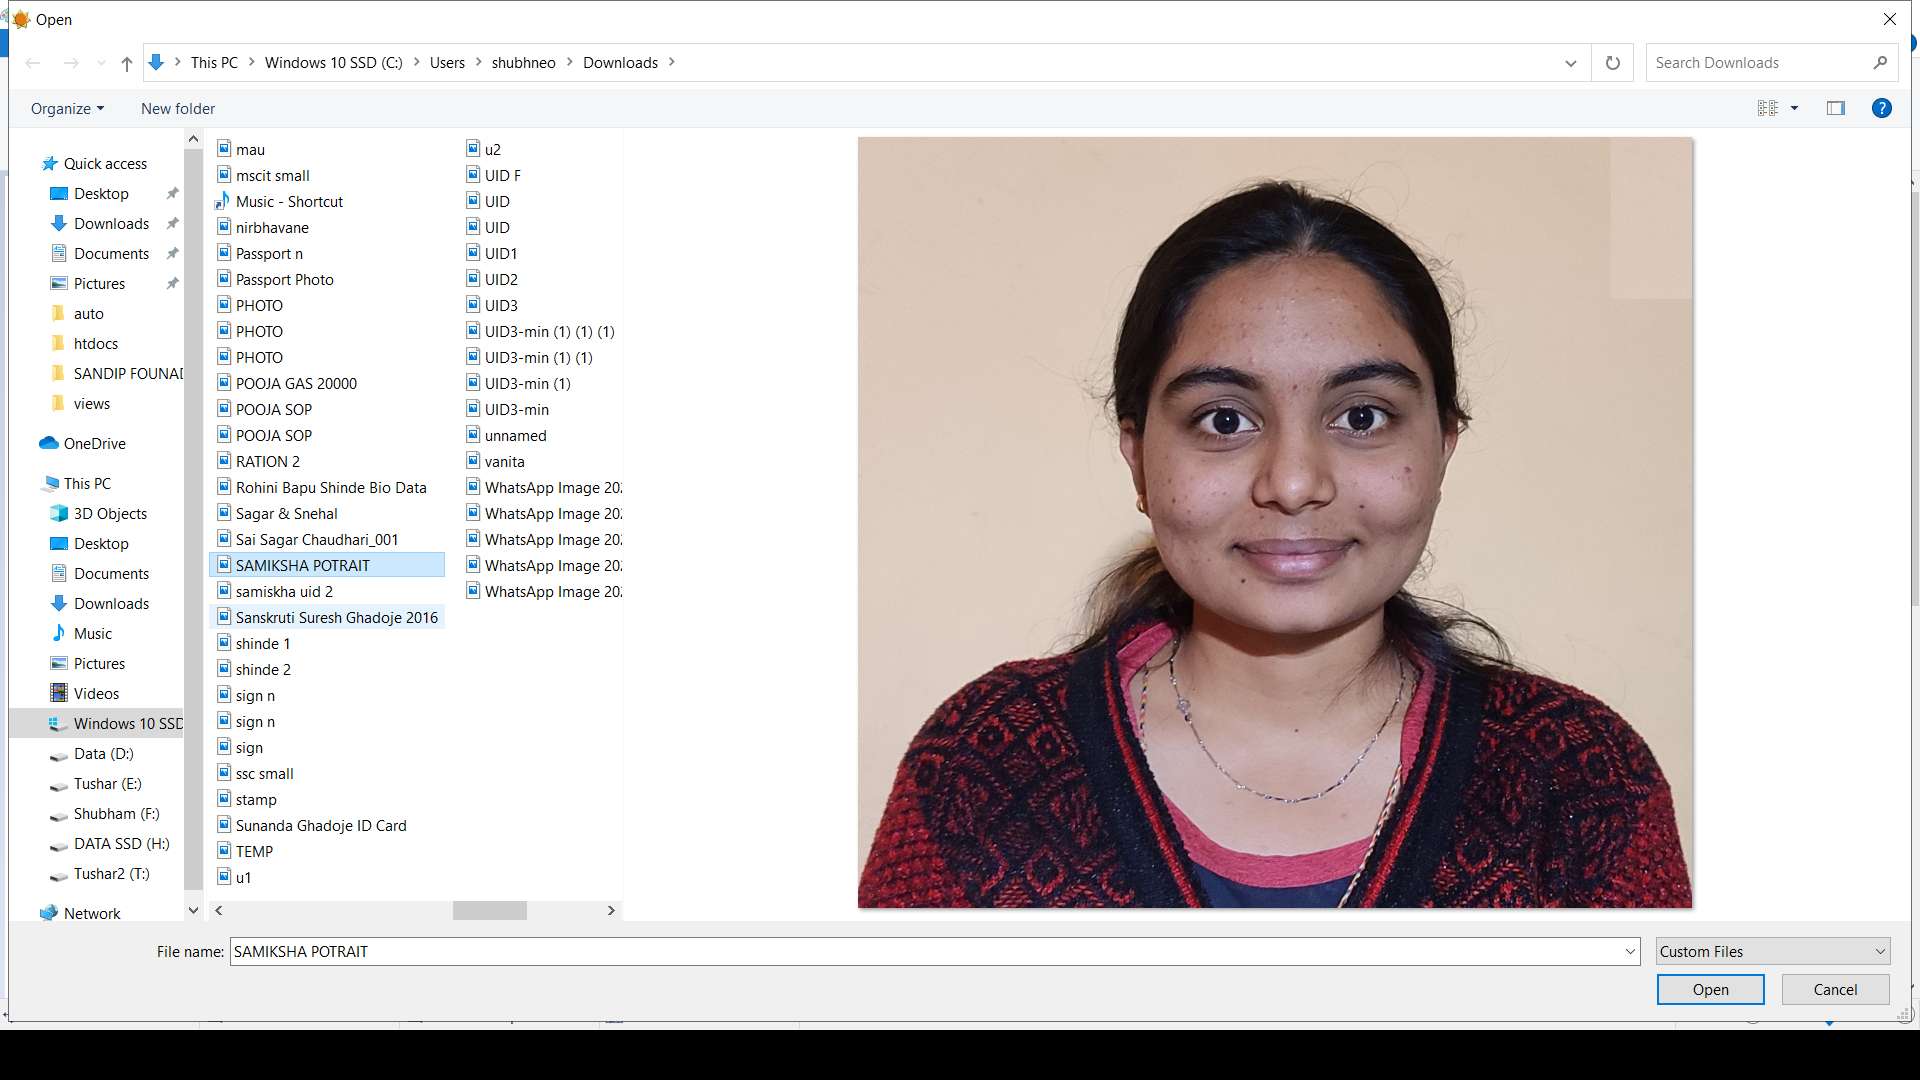 Open
This PC
Windows 10 SSD (C:)
Users
shubhneo
Downloads
Search Downloads
Organize
New folder
?
Quick access
Desktop
Downloads
Documents
Pictures
auto
htdocs
SANDIP FOUNAD
views
OneDrive
This PC
3D Objects
Desktop
Documents
Downloads
Music
Pictures
Videos
Windows 10 SSD
Data (D:)
Tushar (E:)
Shubham (F:)
DATA SSD (H:)
Tushar2 (T:)
Network
mau
mscit small
Music - Shortcut
nirbhavane
Passport n
Passport Photo
PHOTO
PHOTO
PHOTO
POOJA GAS 20000
POOJA SOP
POOJA SOP
RATION 2
Rohini Bapu Shinde Bio Data
Sagar & Snehal
Sai Sagar Chaudhari_001
SAMIKSHA POTRAIT
samiskha uid 2
Sanskruti Suresh Ghadoje 2016
shinde 1
shinde 2
sign n
sign n
sign
ssc small
stamp
Sunanda Ghadoje ID Card
TEMP
u1
u2
UID F
UID
UID
UID1
UID2
UID3
UID3-min (1) (1) (1)
UID3-min (1) (1)
UID3-min (1)
UID3-min
unnamed
vanita
WhatsApp Image 202
WhatsApp Image 202
WhatsApp Image 202
WhatsApp Image 202
WhatsApp Image 202
File name:
SAMIKSHA POTRAIT
Custom Files
Open
Cancel